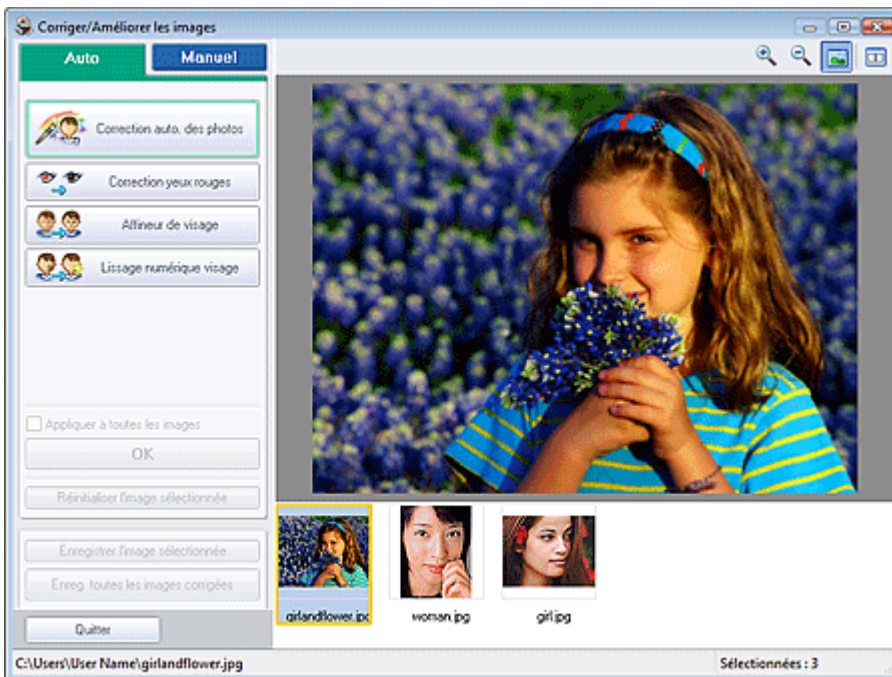 Corriger/Améliorer les images
Auto
Manuel
Correction auto. des photos
Correction yeux rouges
Affineur de visage
Lissage numérique visage
Appliquer à toutes les images
OK
Réinitialiser l'image sélectionnée
Enregistrer l'image sélectionnée
Enreg. toutes les images corrigées
Quitter
girlandflower.jpg
woman.jpg
girl.jpg
C:\Users\User Name\girlandflower.jpg
Sélectionnées : 3